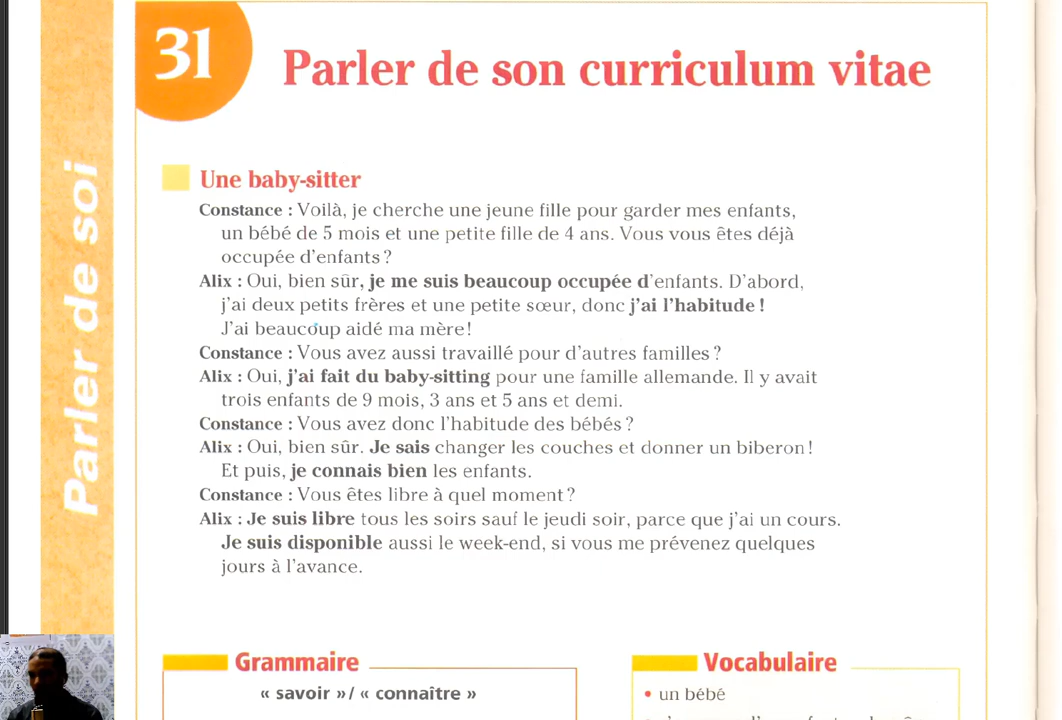 31
Parler de son curriculum vitae
Parler de soi
Une baby-sitter
Constance : Voilà, je cherche une jeune fille pour garder mes enfants,
un bébé de 5 mois et une petite fille de 4 ans. Vous vous êtes déjà
occupée d'enfants ?
Alix : Oui, bien sûr, je me suis beaucoup occupée d'enfants. D'abord,
j'ai deux petits frères et une petite sœur, donc j'ai l'habitude !
J'ai beaucoup aidé ma mère !
Constance : Vous avez aussi travaillé pour d'autres familles ?
Alix : Oui, j'ai fait du baby-sitting pour une famille allemande. Il y avait
trois enfants de 9 mois, 3 ans et 5 ans et demi.
Constance : Vous avez donc l'habitude des bébés ?
Alix : Oui, bien sûr. Je sais changer les couches et donner un biberon !
Et puis, je connais bien les enfants.
Constance : Vous êtes libre à quel moment ?
Alix : Je suis libre tous les soirs sauf le jeudi soir, parce que j'ai un cours.
Je suis disponible aussi le week-end, si vous me prévenez quelques
jours à l'avance.
Grammaire
« savoir » / « connaître »
Vocabulaire
• un bébé